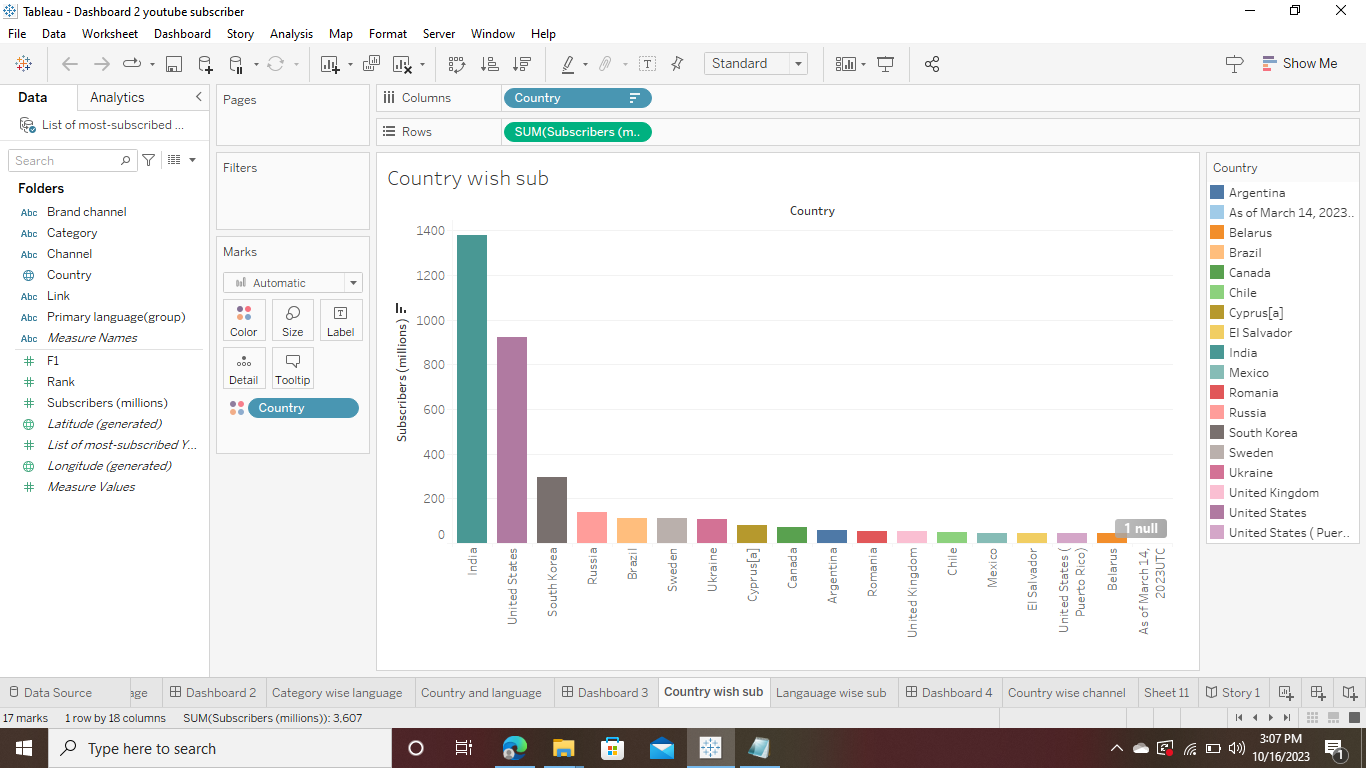 Tableau - Dashboard 2 youtube subscriber
File Data Worksheet Dashboard Story Analysis Map Format Server Window Help
Standard
Show Me
Data Analytics
List of most-subscribed ...
Search
Folders
Abc Brand channel
Abc Category
Abc Channel
Country
Abc Link
Abc Primary language(group)
Abc Measure Names
F1
Rank
Subscribers (millions)
Latitude (generated)
List of most-subscribed Y...
Longitude (generated)
Measure Values
Pages
Filters
Marks
Automatic
Color Size Label
Detail Tooltip
Country
Columns Country
Rows SUM(Subscribers (m..
Country wish sub
Country
Subscribers (millions)
1400
1200
1000
800
600
400
200
0
1 null
India
United States
South Korea
Russia
Brazil
Sweden
Ukraine
Cyprus[a]
Canada
Argentina
Romania
United Kingdom
Chile
Mexico
El Salvador
United States (
Puerto Rico)
Belarus
As of March 14,
2023UTC
Country
Argentina
As of March 14, 2023..
Belarus
Brazil
Canada
Chile
Cyprus[a]
El Salvador
India
Mexico
Romania
Russia
South Korea
Sweden
Ukraine
United Kingdom
United States
United States ( Puer..
Data Source age Dashboard 2 Category wise language Country and language Dashboard 3 Country wish sub Langauage wise sub Dashboard 4 Country wise channel Sheet 11 Story 1
17 marks 1 row by 18 columns SUM(Subscribers (millions)): 3,607
Type here to search
3:07 PM
10/16/2023
1